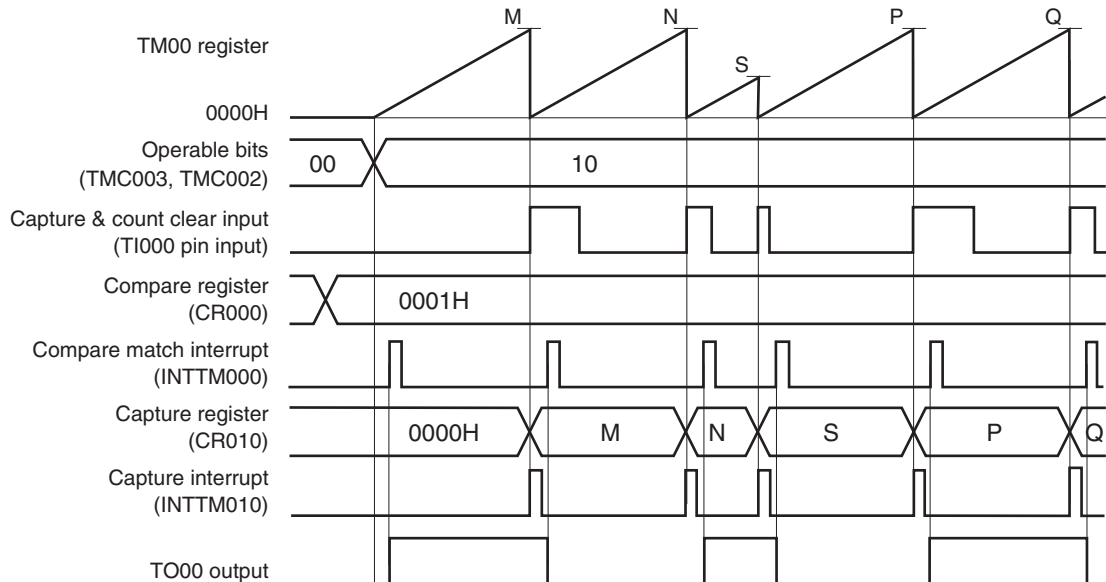 M N S P Q
TM00 register
0000H
Operable bits
(TMC003, TMC002)
00 10
Capture & count clear input
(TI000 pin input)
Compare register
(CR000)
0001H
Compare match interrupt
(INTTM000)
Capture register
(CR010)
0000H M N S P Q
Capture interrupt
(INTTM010)
TO00 output